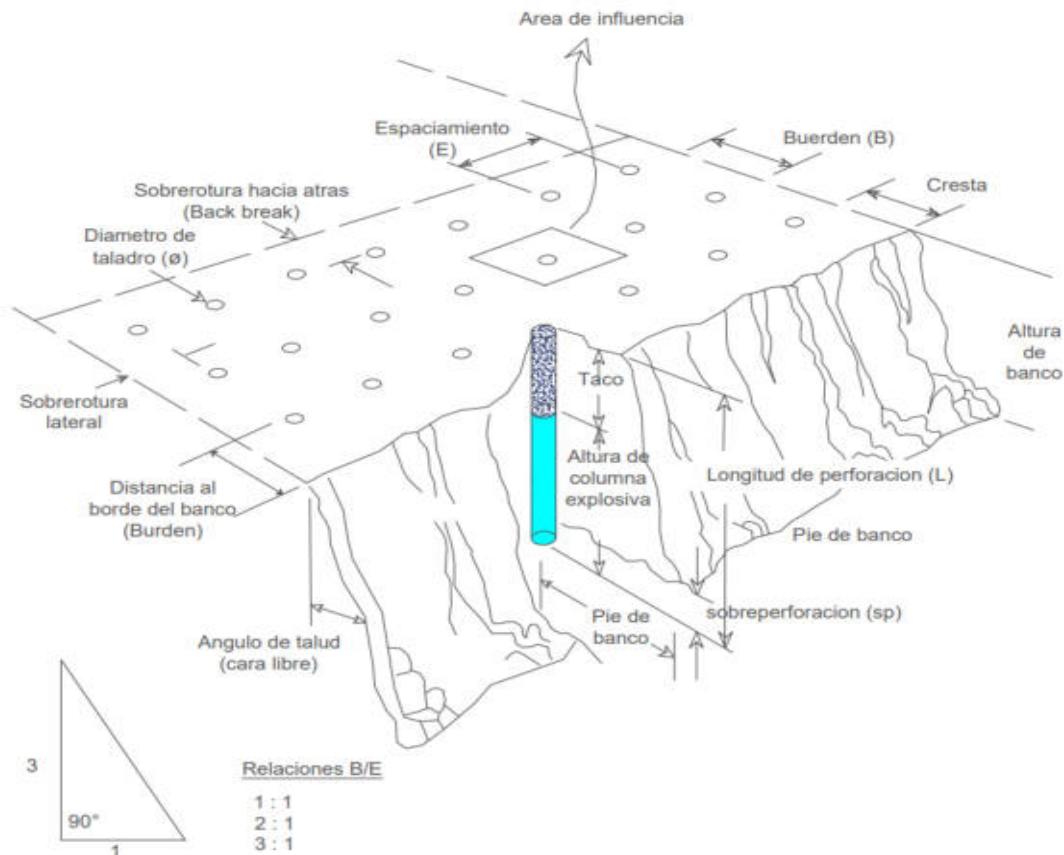 Area de influencia
Espaciamiento
(E)
Buerden (B)
Sobrerotura hacia atras
(Back break)
Cresta
Diametro de
taladro (ø)
Altura
de
banco
Taco
Sobrerotura
lateral
Altura de
columna
explosiva
Longitud de perforacion (L)
Distancia al
borde del banco
(Burden)
Pie de banco
Pie de
banco
sobreperforacion (sp)
Angulo de talud
(cara libre)
3
90°
1
Relaciones B/E
1 : 1
2 : 1
3 : 1